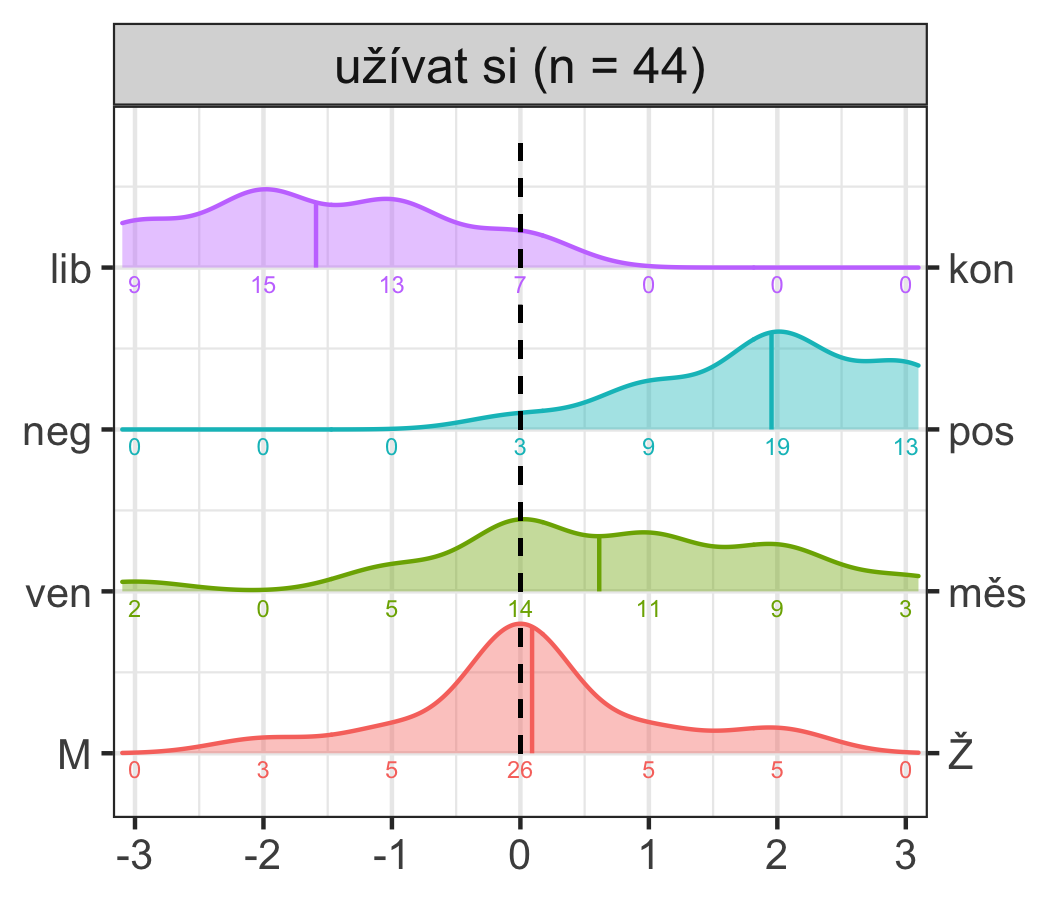 užívat si (n = 44)
lib kon
9 15 13 7 0 0 0
neg pos
0 0 0 3 9 19 13
ven měs
2 0 5 14 11 9 3
M Ž
0 3 5 26 5 5 0
-3 -2 -1 0 1 2 3